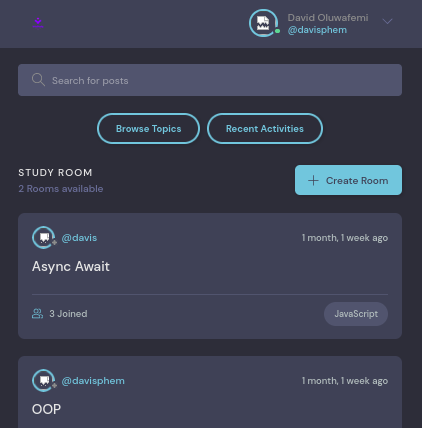 David Oluwafemi
@davisphem
Search for posts
Browse Topics
Recent Activities
STUDY ROOM
2 Rooms available
Create Room
@davis
1 month, 1 week ago
Async Await
3 Joined
JavaScript
@davisphem
1 month, 1 week ago
OOP